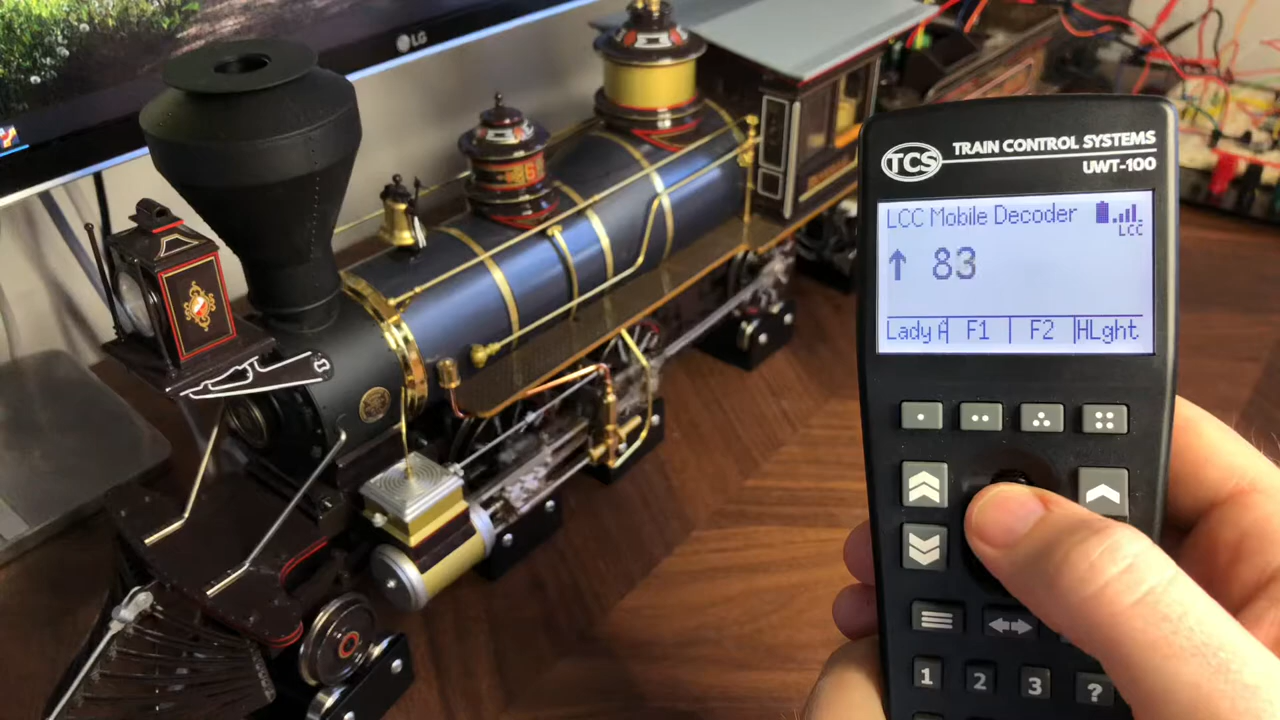 LG
TCS
TRAIN CONTROL SYSTEMS
UWT-100
LCC Mobile Decoder
LCC
↑ 83
Lady A F1 F2 HLght
1 2 3 ?